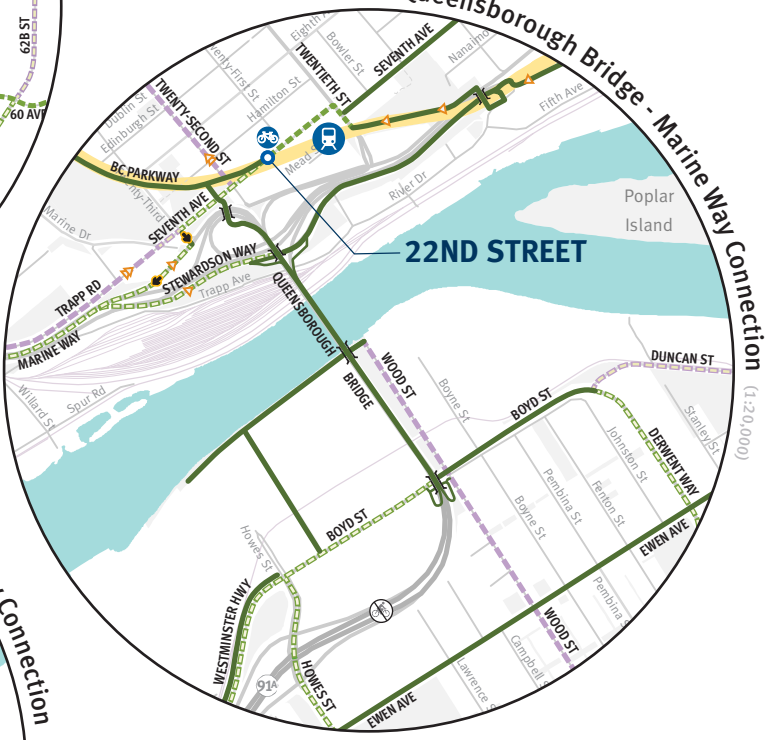 Queensborough Bridge - Marine Way Connection
(1:20,000)
62B ST
60 AVE
Eighth
Bowler St
SEVENTH AVE
Nanaimo
TWENTIETH ST
Twenty-First St
Hamilton St
TWENTY-SECOND ST
Dublin St
Edinburgh St
Fifth Ave
Mead S
BC PARKWAY
River Dr
Poplar
Island
Marine Dr
nty-Third
SEVENTH AVE
22ND STREET
STEWARDSON WAY
Trapp Ave
TRAPP RD
MARINE WAY
QUEENSBOROUGH
BRIDGE
WOOD ST
DUNCAN ST
Willard St
Spur Rd
Boyne St
BOYD ST
Stanley St
Johnston St
DERWENT WAY
Pembina St
Fenton St
Boyne St
BOYD ST
Howes St
EWEN AVE
WESTMINSTER HWY
Pembina S
WOOD ST
Campbell S
Lawrence S
HOWES ST
91A
EWEN AVE
Connection